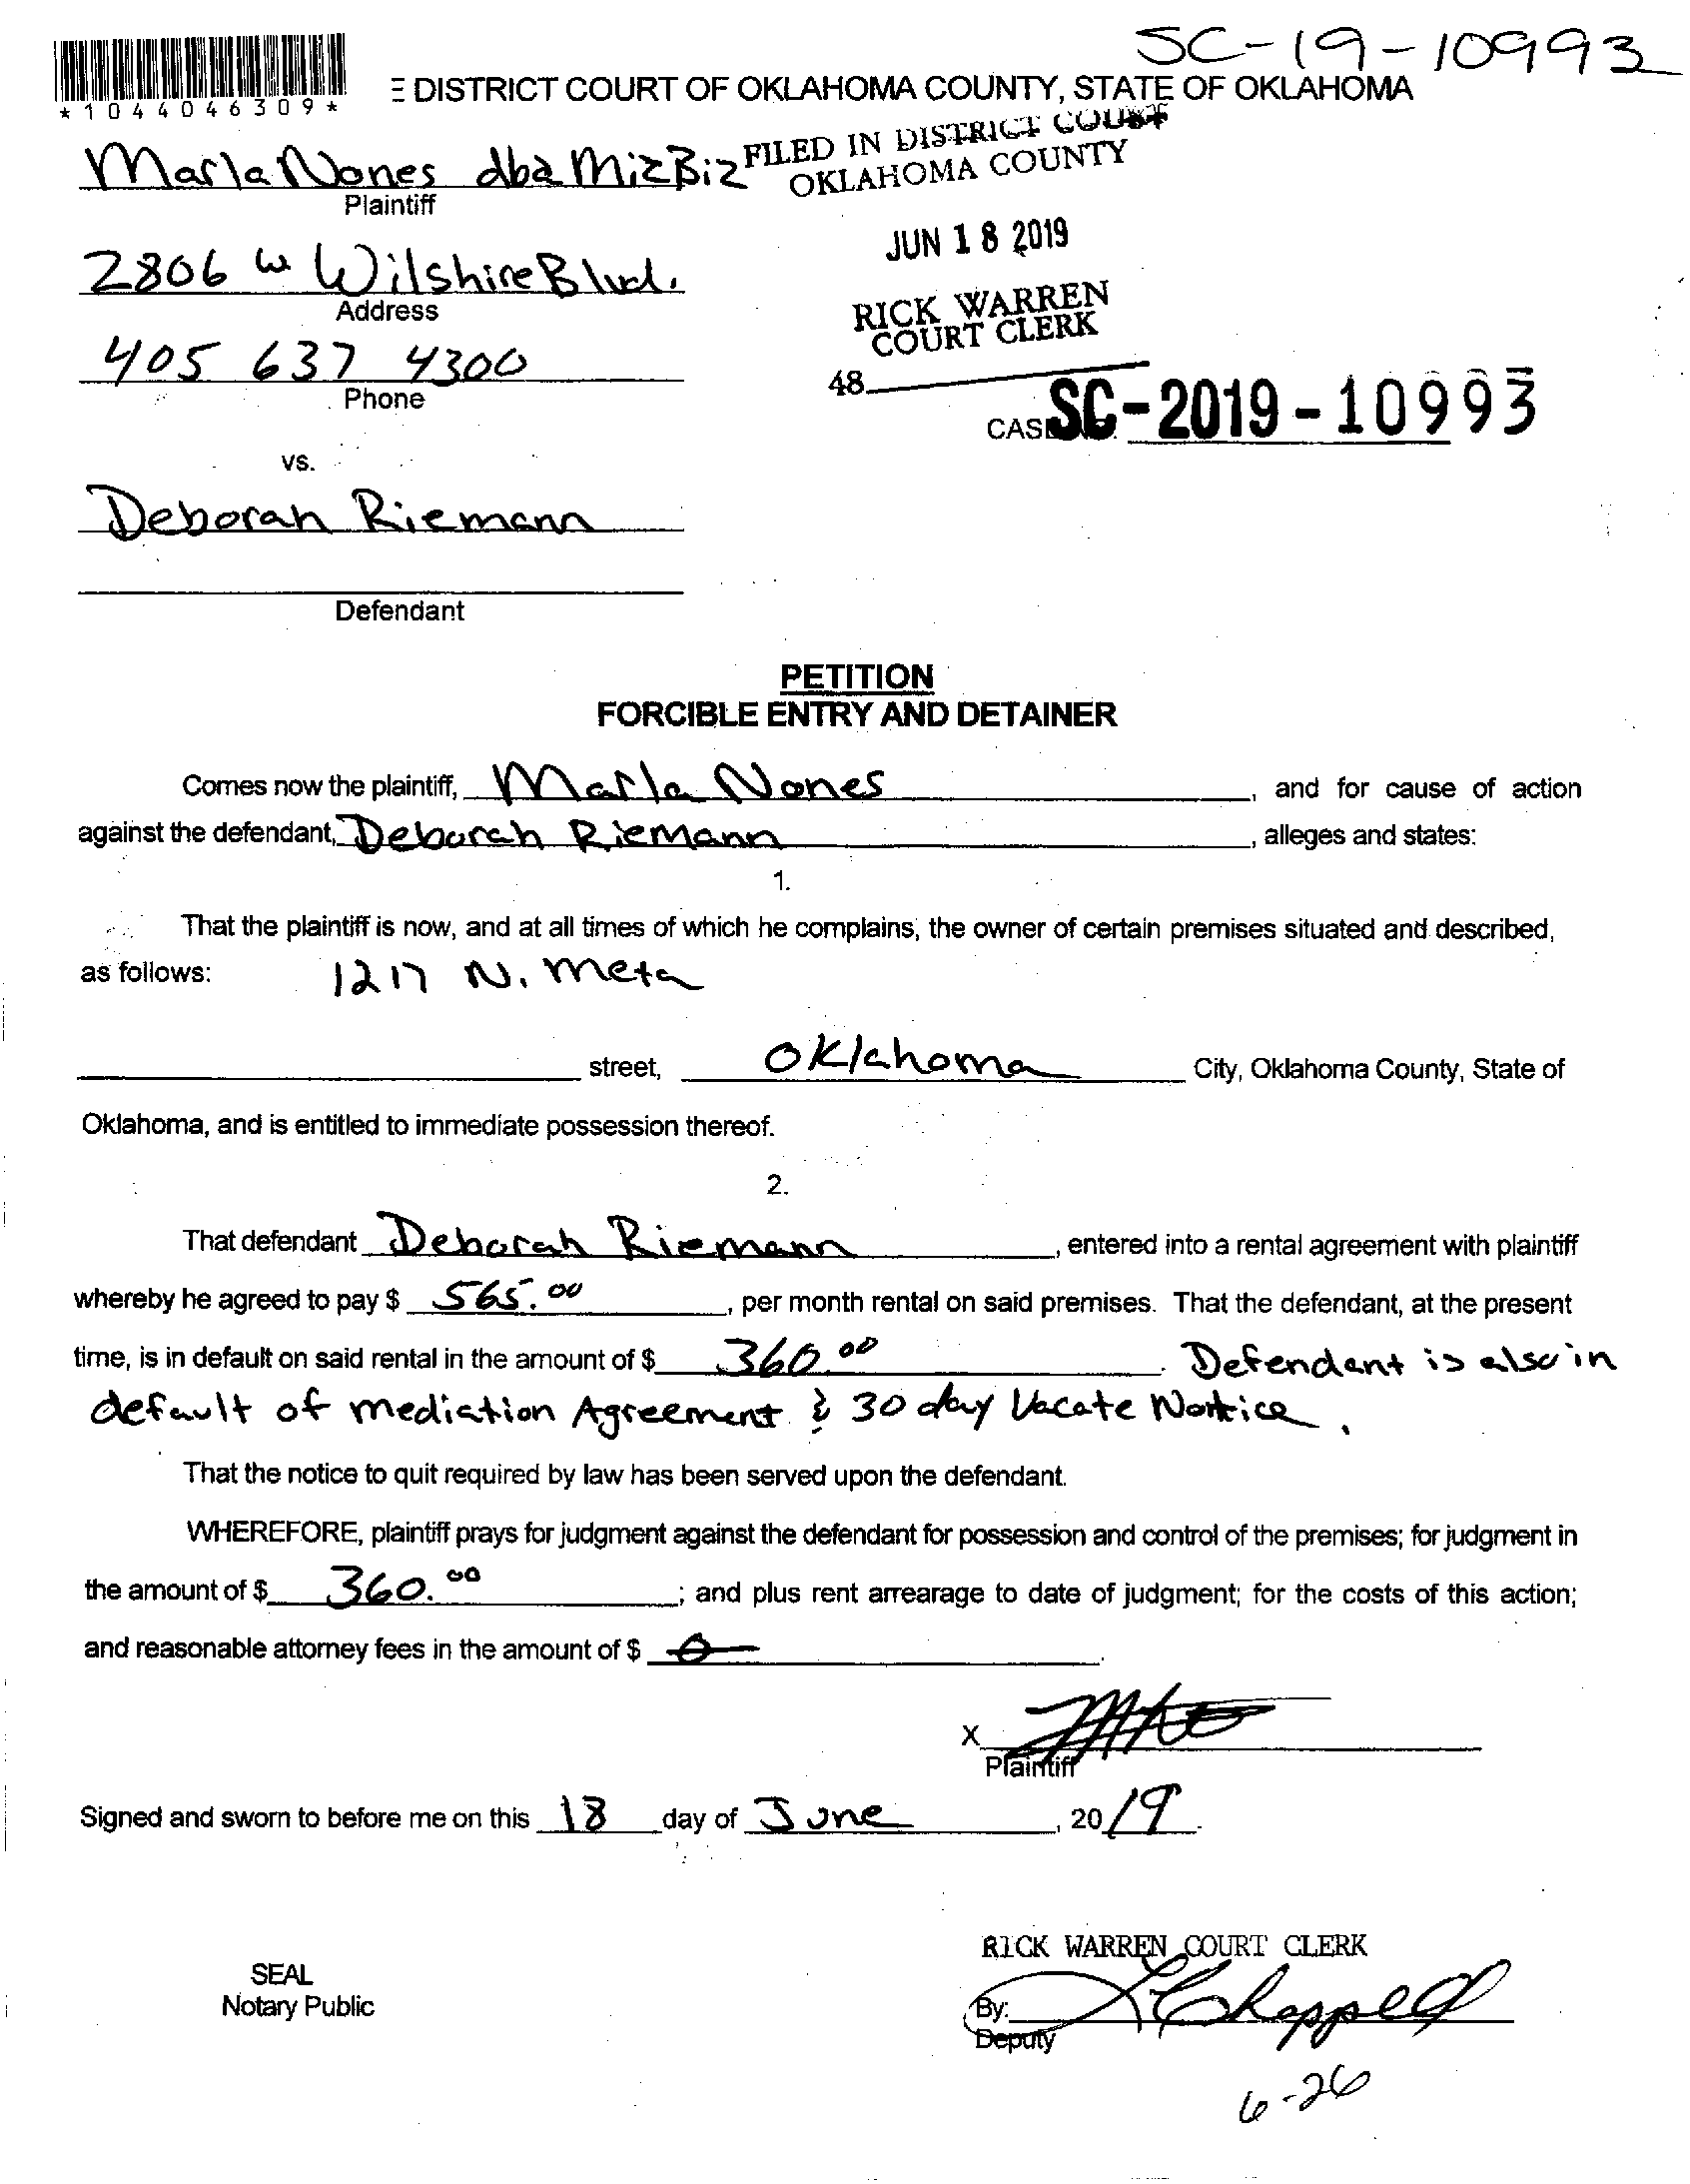 SC-19-10993
*1044046309*
E DISTRICT COURT OF OKLAHOMA COUNTY, STATE OF OKLAHOMA
Marla Nones dba MizBiz
FILED IN DISTRICT COURT
OKLAHOMA COUNTY
Plaintiff
JUN 18 2019
2806 W Wilshire Blvd.
Address
RICK WARREN
COURT CLERK
405 637 4300
Phone
48
CASE SC-2019-10993
vs.
Deborah Riemann
Defendant
PETITION
FORCIBLE ENTRY AND DETAINER
Comes now the plaintiff, Marla Nones, and for cause of action
against the defendant, Deborah Riemann, alleges and states:
1.
That the plaintiff is now, and at all times of which he complains, the owner of certain premises situated and described,
as follows: 1217 N. Meta
street, Oklahoma City, Oklahoma County, State of
Oklahoma, and is entitled to immediate possession thereof.
2.
That defendant Deborah Riemann, entered into a rental agreement with plaintiff
whereby he agreed to pay $ 565.00, per month rental on said premises. That the defendant, at the present
time, is in default on said rental in the amount of $ 360.00. Defendant is also in
default of mediation Agreement & 30 day Vacate Nortice.
That the notice to quit required by law has been served upon the defendant.
WHEREFORE, plaintiff prays for judgment against the defendant for possession and control of the premises; for judgment in
the amount of $ 360.00; and plus rent arrearage to date of judgment; for the costs of this action;
and reasonable attorney fees in the amount of $ 0.
X
Plaintiff
Signed and sworn to before me on this 18 day of June, 2019.
RICK WARREN COURT CLERK
SEAL
Notary Public
By: Chappell
Deputy
6-26